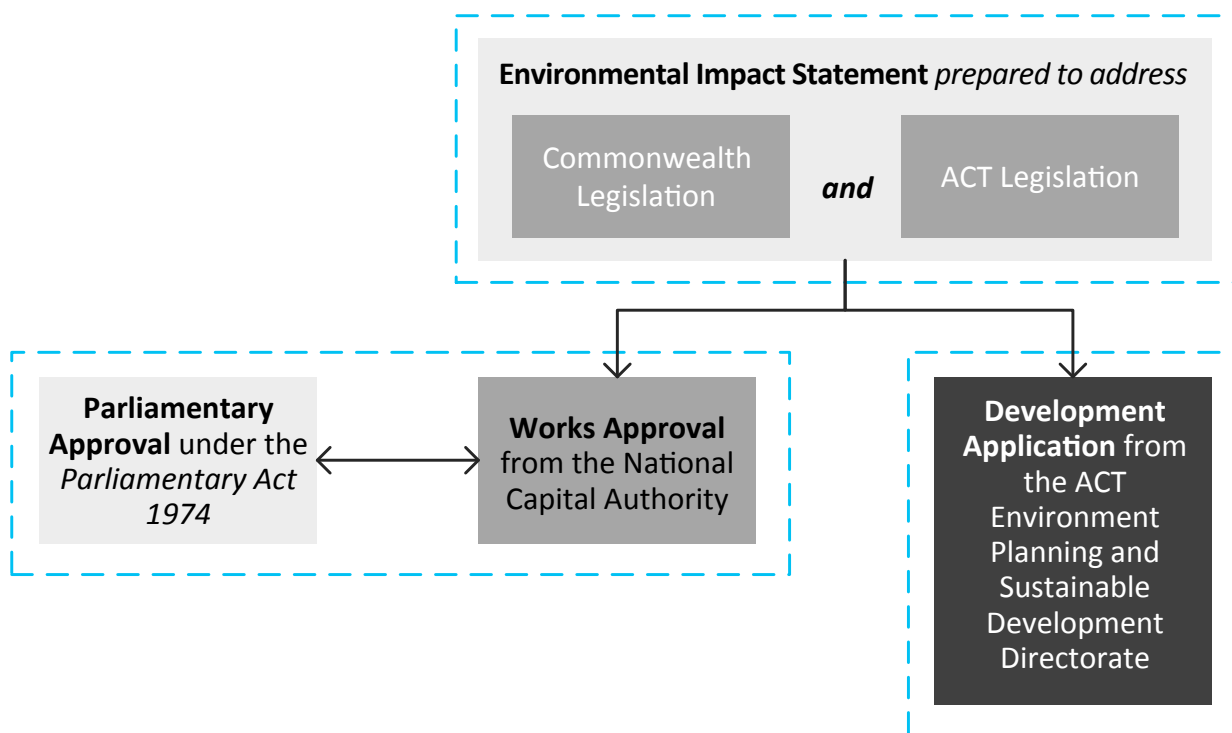 Environmental Impact Statement prepared to address
Commonwealth
Legislation
and
ACT Legislation
Parliamentary
Approval under the
Parliamentary Act
1974
Works Approval
from the National
Capital Authority
Development
Application from
the ACT
Environment
Planning and
Sustainable
Development
Directorate